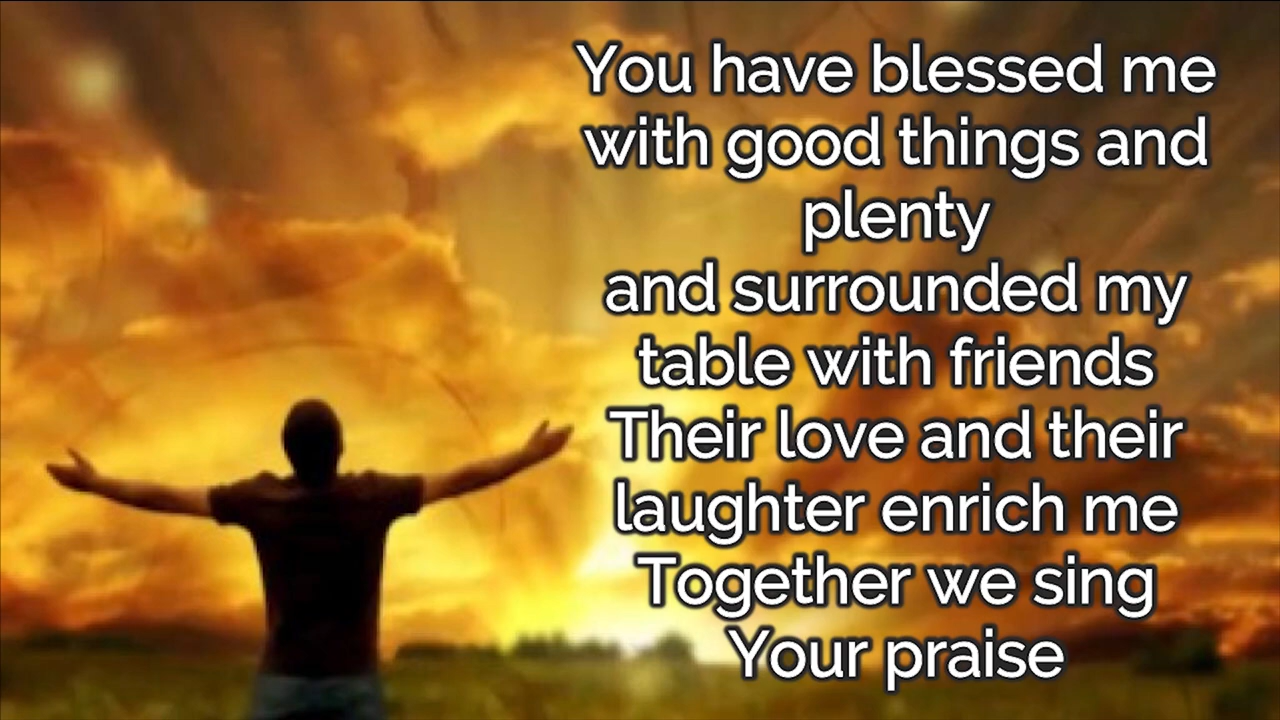 You have blessed me
with good things and
plenty
and surrounded my
table with friends
Their love and their
laughter enrich me
Together we sing
Your praise